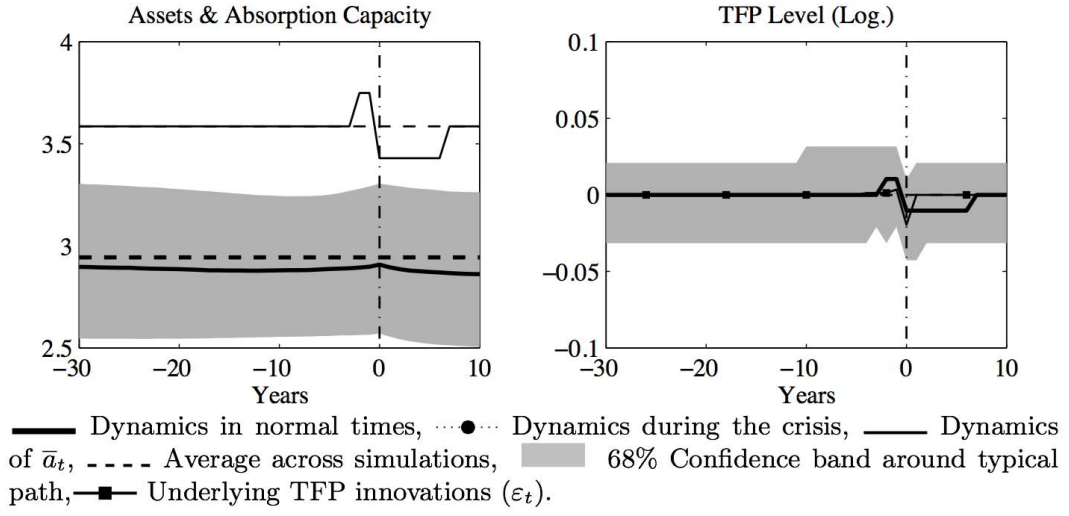 Assets & Absorption Capacity
4
3.5
3
2.5
−30 −20 −10 0 10
Years
TFP Level (Log.)
0.1
0.05
0
−0.05
−0.1
−30 −20 −10 0 10
Years
Dynamics in normal times, Dynamics during the crisis, Dynamics
of a̅ₜ, Average across simulations, 68% Confidence band around typical
path, Underlying TFP innovations (εₜ).